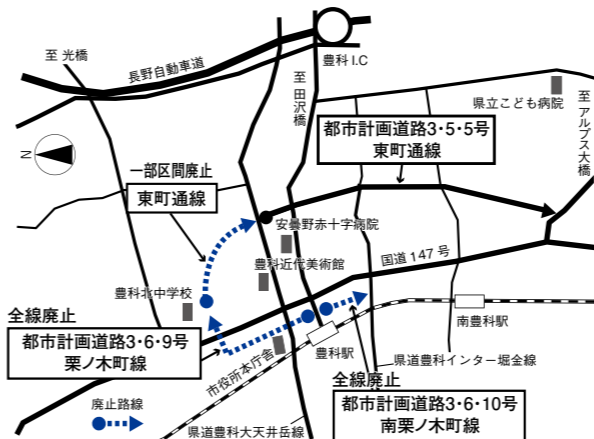 至 光橋
長野自動車道
豊科 I.C
至 田沢橋
県立こども病院
至 アルプス大橋
N
都市計画道路3・5・5号
東町通線
一部区間廃止
東町通線
安曇野赤十字病院
豊科近代美術館
国道 147 号
豊科北中学校
全線廃止
都市計画道路3・6・9号
栗ノ木町線
市役所本庁舎
豊科駅
南豊科駅
県道豊科インター堀金線
全線廃止
都市計画道路3・6・10号
南栗ノ木町線
廃止路線
県道豊科大天井岳線